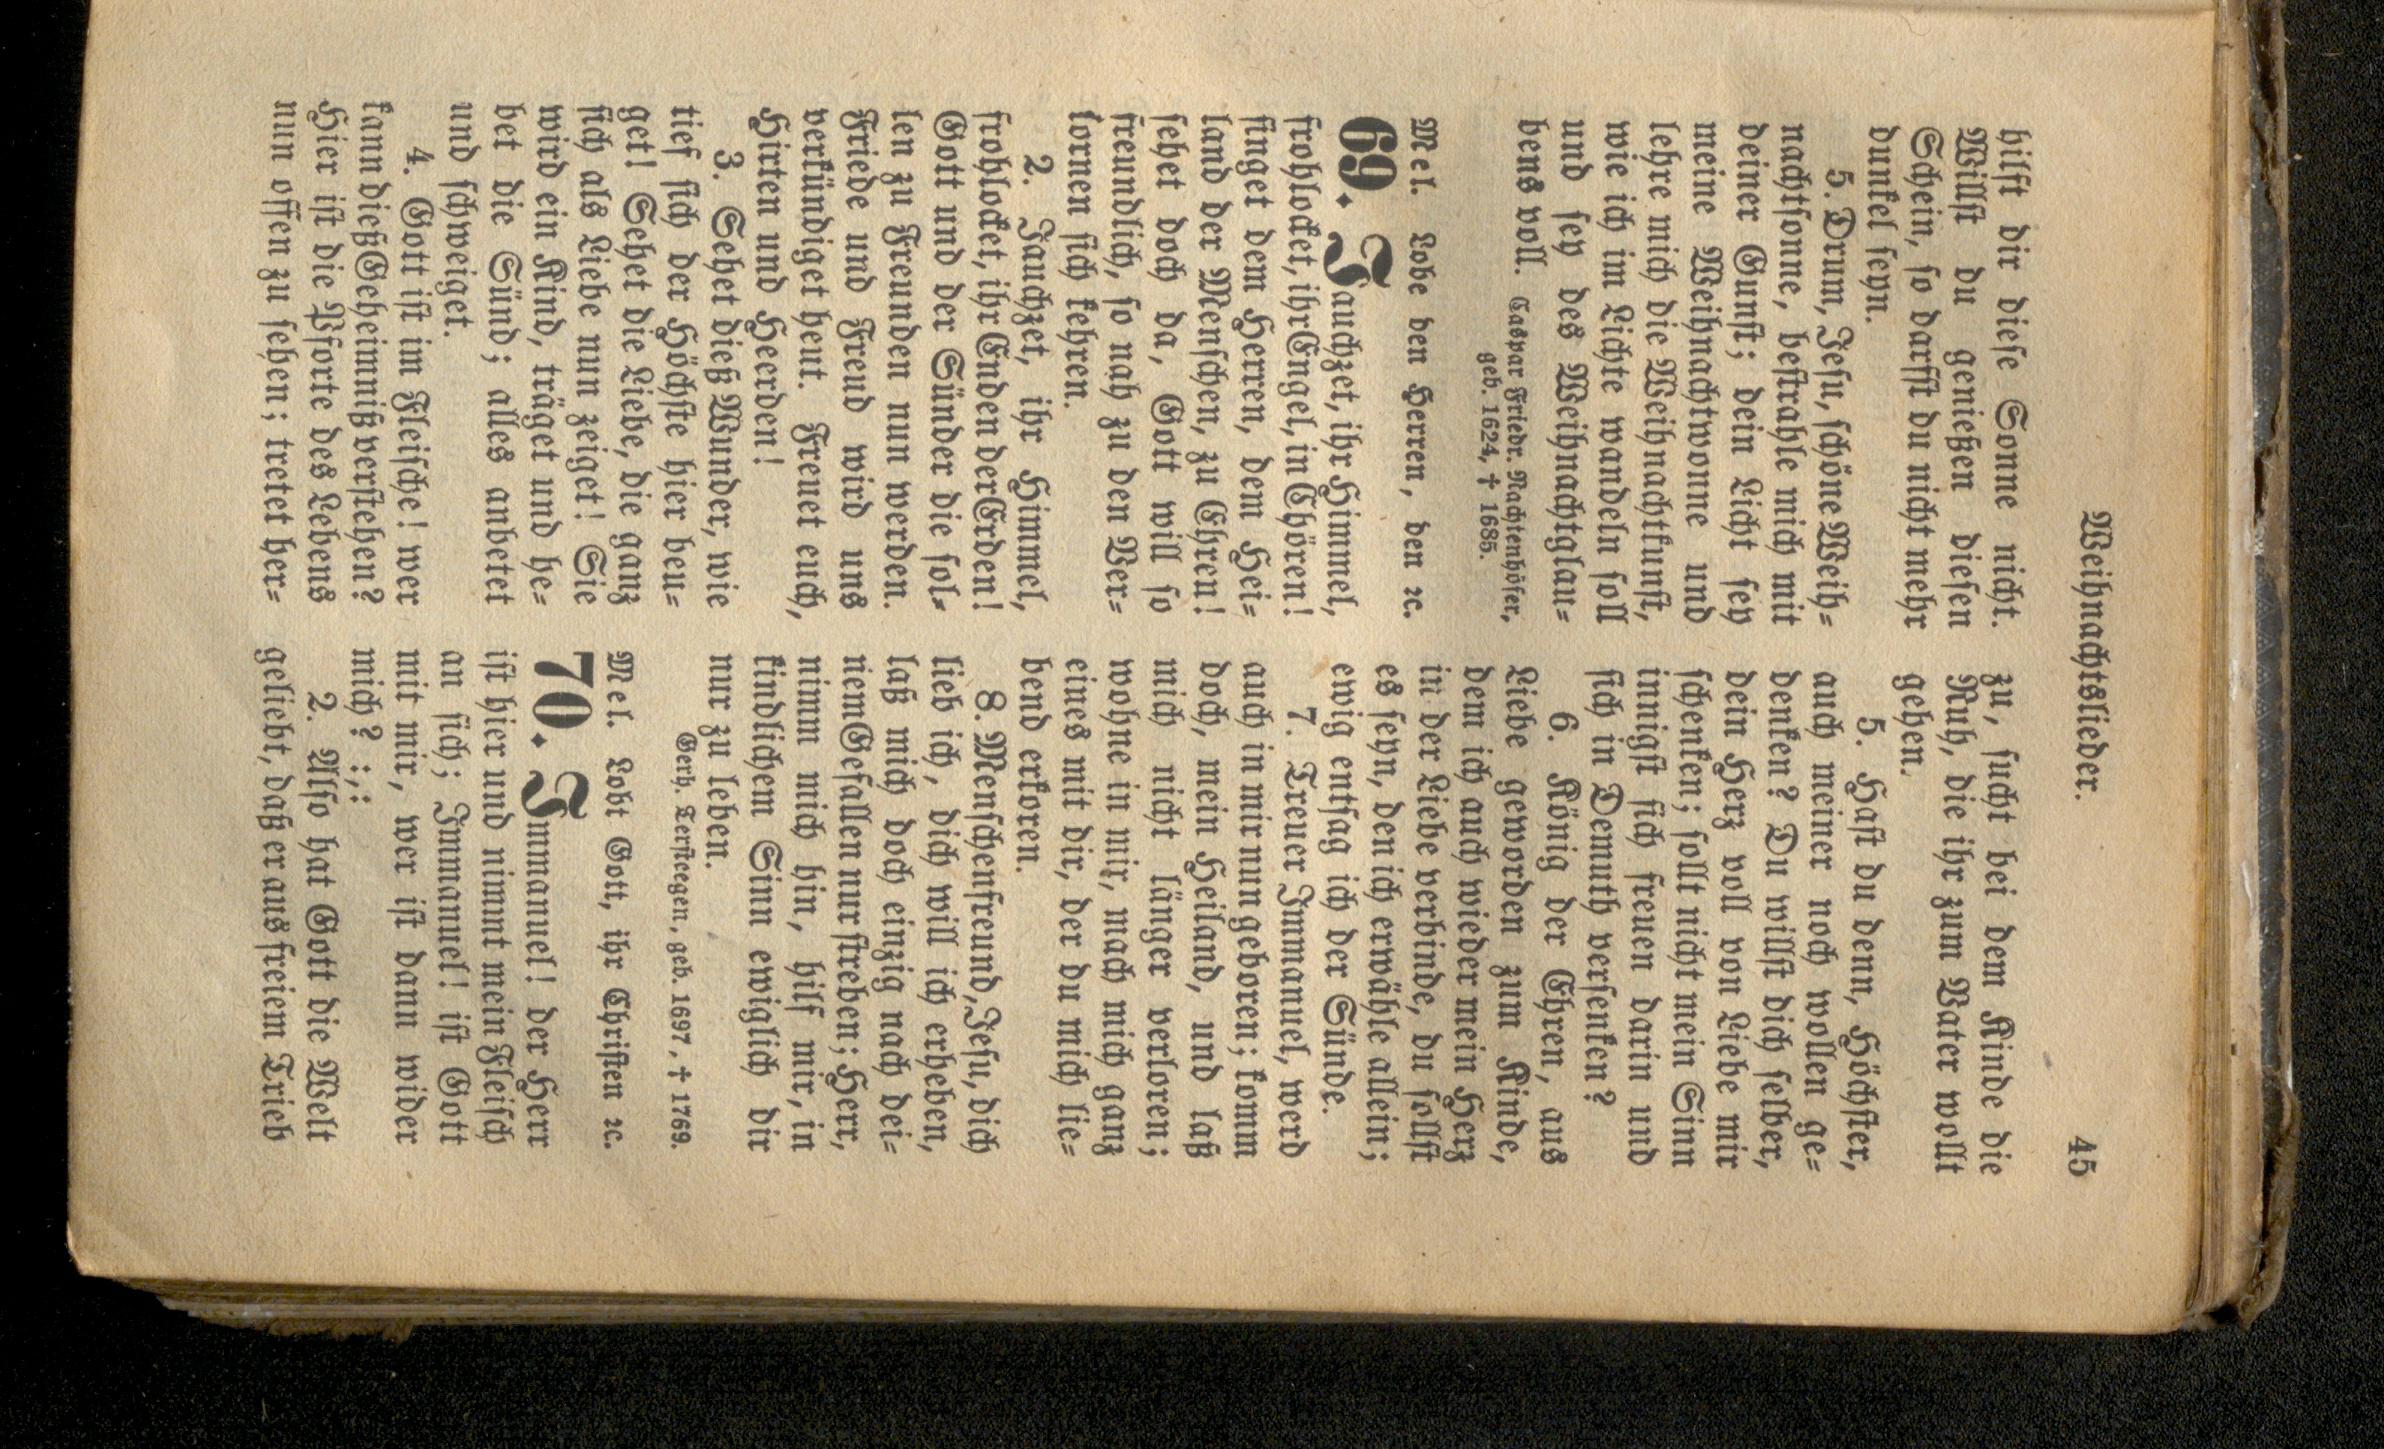 Weihnachtslieder. 45
hilft dir diese Sonne nicht.
Willst du genießen diesen
Schein, so darfst du nicht mehr
dunkel seyn.
5. Drum, Jesu, schöne Weih-
nachtsonne, bestrahle mich mit
deiner Gunst; dein Licht sey
meine Weihnachtwonne und
lehre mich die Weihnachtkunst,
wie ich im Lichte wandeln soll
und sey des Weihnachtglau-
bens voll. Caspar Friedr. Nachtenhöfer,
geb. 1624, † 1685.
Mel. Lobe den Herren, den ꝛc.
69. Jauchzet, ihr Himmel,
frohlocket, ihr Engel, in Chören!
singet dem Herren, dem Hei-
land der Menschen, zu Ehren!
sehet doch da, Gott will so
freundlich, so nah zu den Ver-
lornen sich kehren.
2. Jauchzet, ihr Himmel,
frohlocket, ihr Enden der Erden!
Gott und der Sünder die sol-
len zu Freunden nun werden.
Friede und Freud wird uns
verkündiget heut. Freuet euch,
Hirten und Heerden!
3. Sehet dieß Wunder, wie
tief sich der Höchste hier beu-
get! Sehet die Liebe, die ganz
sich als Liebe nun zeiget! Sie
wird ein Kind, träget und he-
bet die Sünd; alles anbetet
und schweiget.
4. Gott ist im Fleische! wer
kann dieß Geheimniß verstehen?
Hier ist die Pforte des Lebens
nun offen zu sehen; tretet her-
zu, sucht bei dem Kinde die
Ruh, die ihr zum Vater wollt
gehen.
5. Hast du denn, Höchster,
auch meiner noch wollen ge-
denken? Du willst dich selber,
dein Herz voll von Liebe mir
schenken; sollt nicht mein Sinn
innigst sich freuen darin und
sich in Demuth versenken?
6. König der Ehren, aus
Liebe geworden zum Kinde,
dem ich auch wieder mein Herz
in der Liebe verbinde, du sollst
es seyn, den ich erwähle allein;
ewig entsag ich der Sünde.
7. Treuer Immanuel, werd
auch in mir nun geboren; komm
doch, mein Heiland, und laß
mich nicht länger verloren;
wohne in mir, mach mich ganz
eines mit dir, der du mich lie-
bend erkoren.
8. Menschenfreund, Jesu, dich
lieb ich, dich will ich erheben,
laß mich doch einzig nach dei-
niem Gefallen nur streben; Herr,
nimm mich hin, hilf mir, in
kindlichem Sinn ewiglich dir
nur zu leben.
Gerh. Tersteegen, geb. 1697, † 1769.
Mel. Lobt Gott, ihr Christen ꝛc.
70. Immanuel! der Herr
ist hier und nimmt mein Fleisch
an sich; Immanuel! ist Gott
mit mir, wer ist dann wider
mich? :,:
2. Also hat Gott die Welt
geliebt, daß er aus freiem Trieb